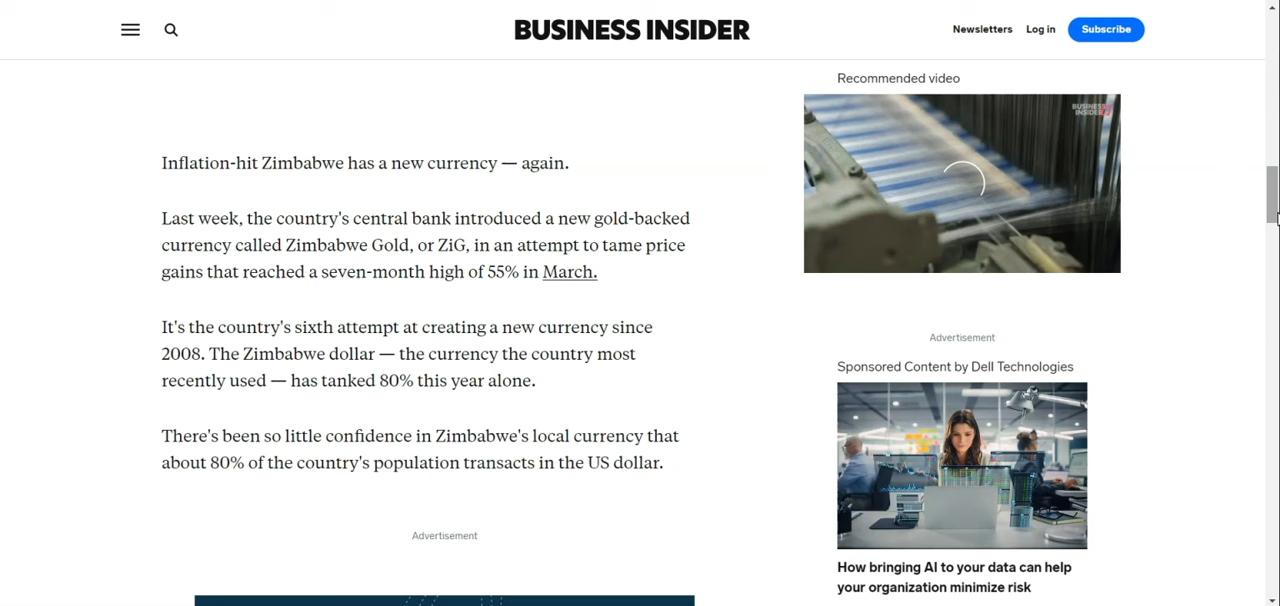 BUSINESS INSIDER
Newsletters Log in Subscribe
Inflation-hit Zimbabwe has a new currency — again.
Last week, the country's central bank introduced a new gold-backed
currency called Zimbabwe Gold, or ZiG, in an attempt to tame price
gains that reached a seven-month high of 55% in March.
It's the country's sixth attempt at creating a new currency since
2008. The Zimbabwe dollar — the currency the country most
recently used — has tanked 80% this year alone.
There's been so little confidence in Zimbabwe's local currency that
about 80% of the country's population transacts in the US dollar.
Advertisement
Recommended video
BUSINESS
INSIDER
Advertisement
Sponsored Content by Dell Technologies
How bringing AI to your data can help
your organization minimize risk